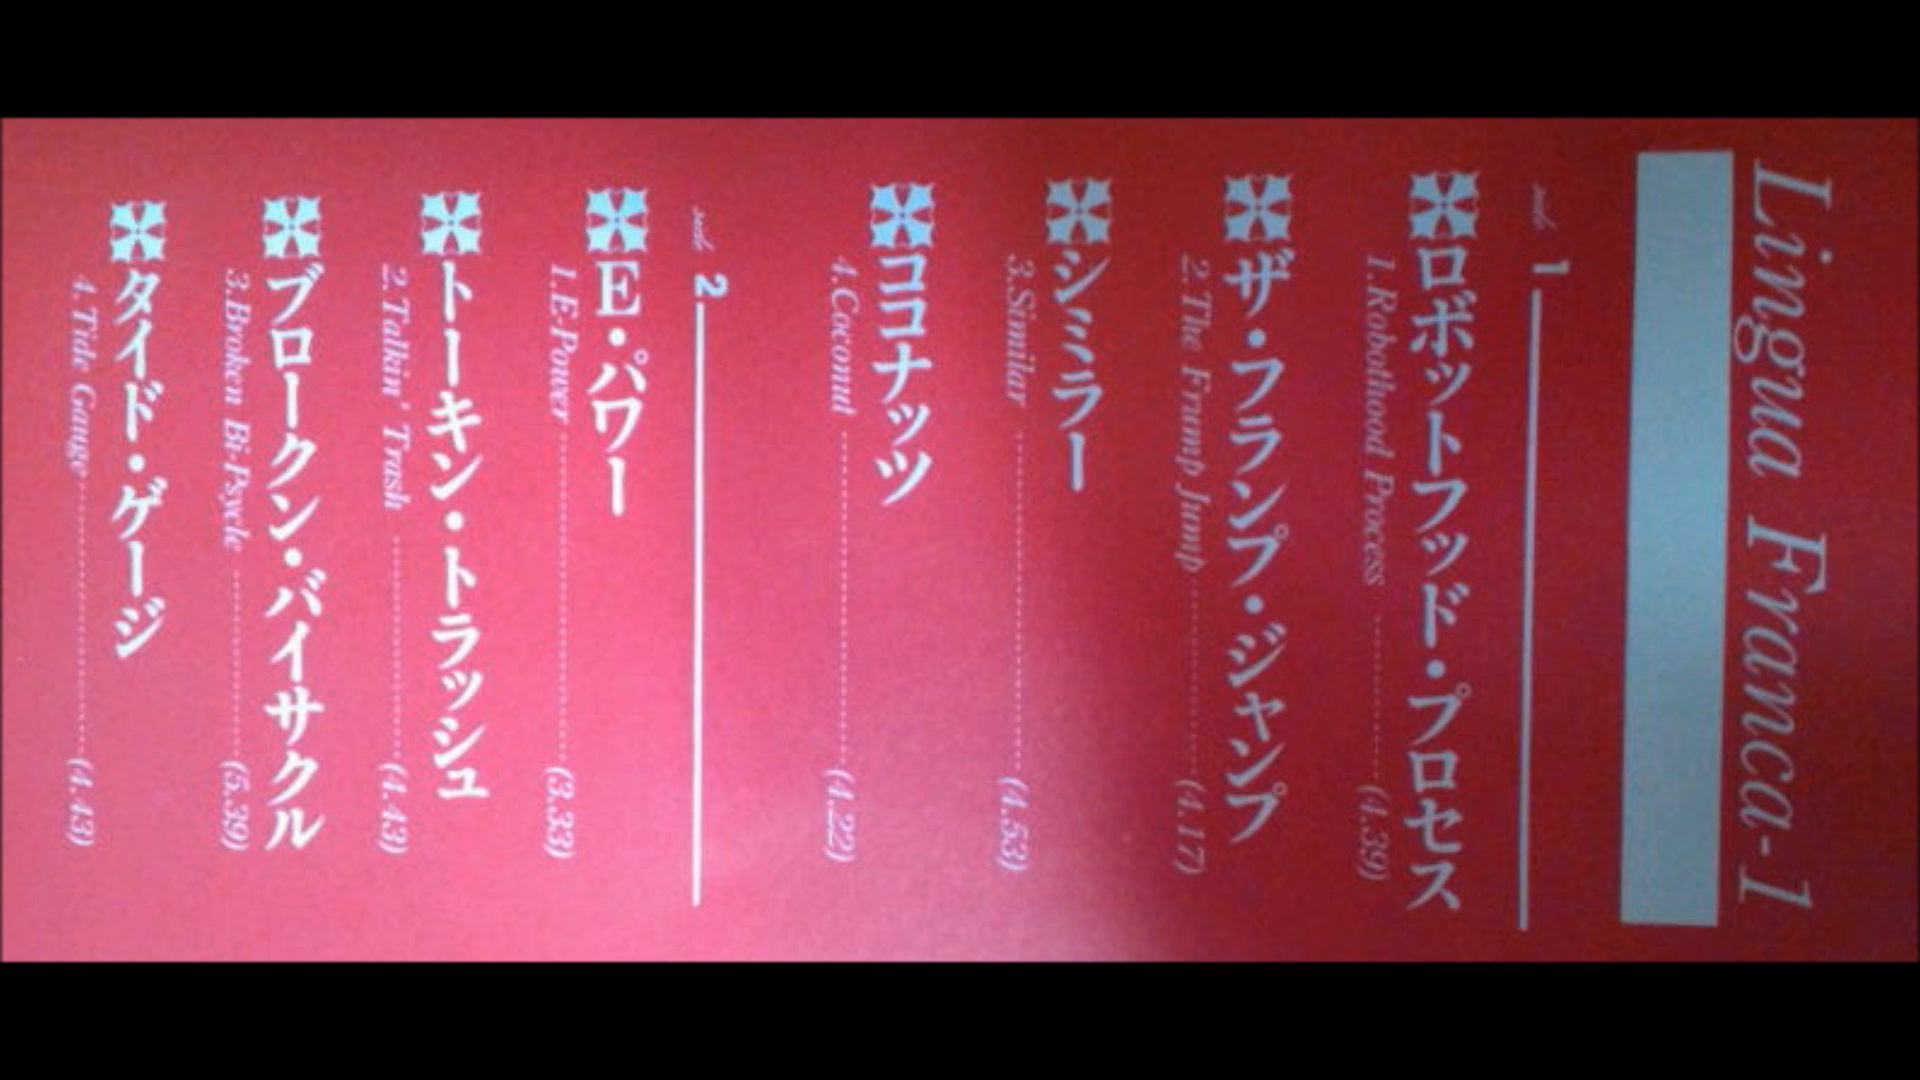 Lingua Franca-1
side 1
ロボットフッド・プロセス
1.Robothood Process (4.39)
ザ・フランプ・ジャンプ
2.The Frump Jump (4.17)
シミラー
3.Similar (4.53)
ココナッツ
4.Coconut (4.22)
side 2
E・パワー
1.E-Power (3.33)
トーキン・トラッシュ
2.Talkin' Trash (4.43)
ブロークン・バイサクル
3.Broken Bi-Psycle (5.39)
タイド・ゲージ
4.Tide Gauge (4.43)